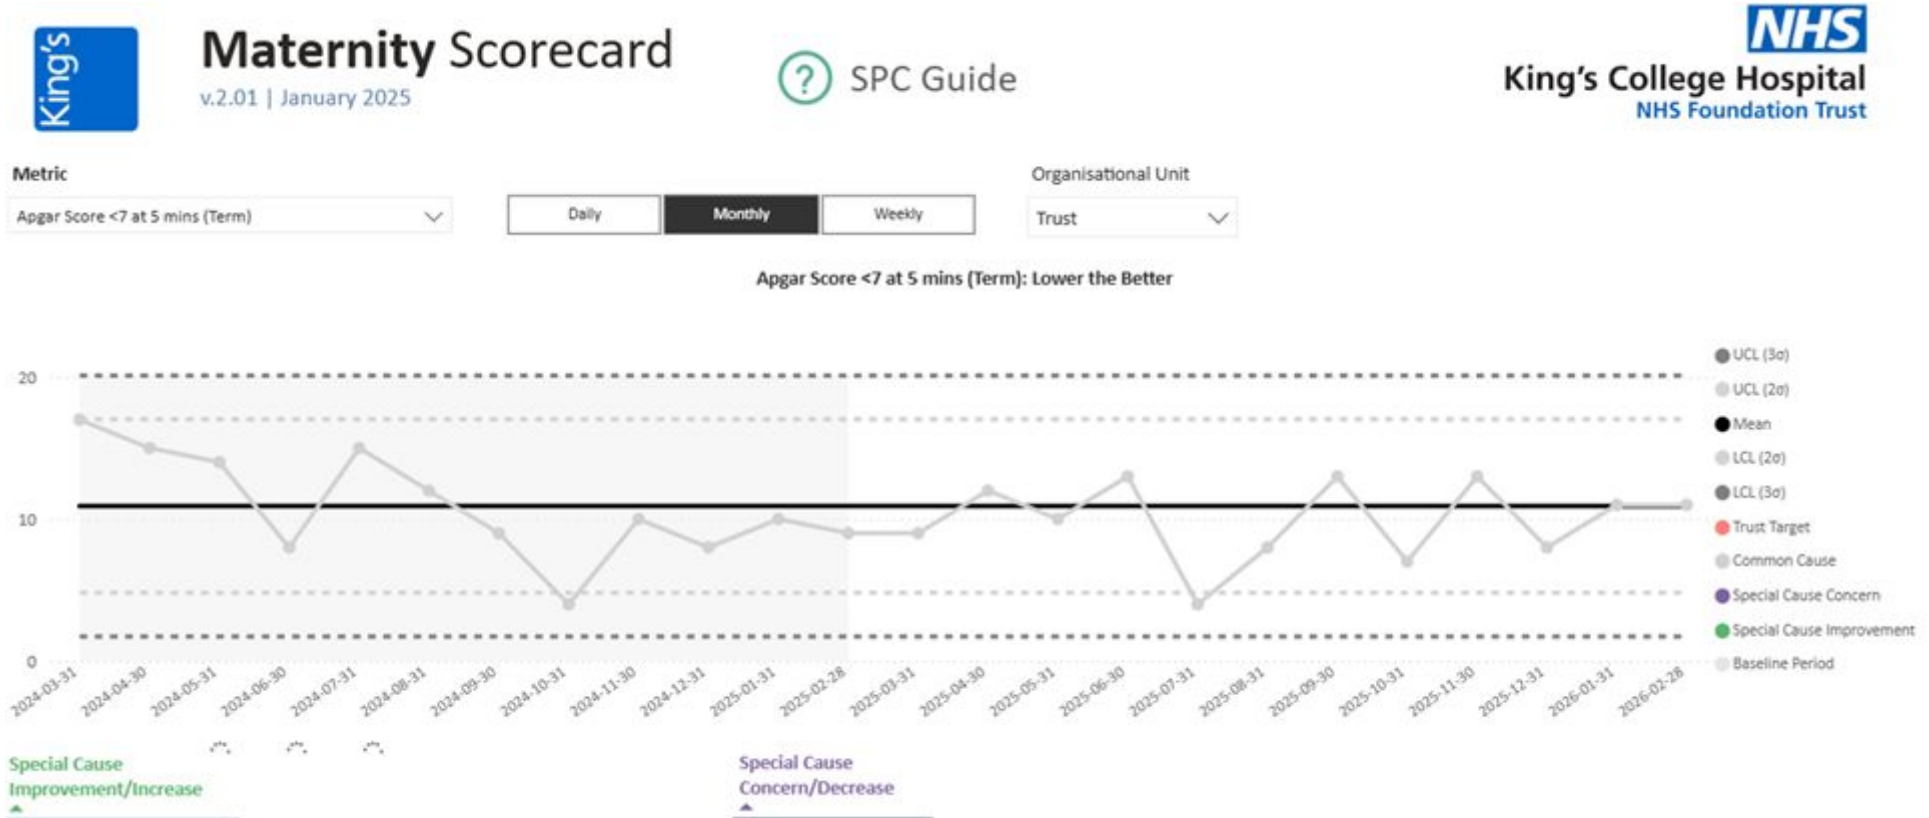 King's
Maternity Scorecard
v.2.01 | January 2025
? SPC Guide
NHS
King's College Hospital
NHS Foundation Trust
Metric
Apgar Score <7 at 5 mins (Term)
Daily
Monthly
Weekly
Organisational Unit
Trust
Apgar Score <7 at 5 mins (Term): Lower the Better
20
10
0
2024-03-31
2024-04-30
2024-05-31
2024-06-30
2024-07-31
2024-08-31
2024-09-30
2024-10-31
2024-11-30
2024-12-31
2025-01-31
2025-02-28
2025-03-31
2025-04-30
2025-05-31
2025-06-30
2025-07-31
2025-08-31
2025-09-30
2025-10-31
2025-11-30
2025-12-31
2026-01-31
2026-02-28
UCL (3σ)
UCL (2σ)
Mean
LCL (2σ)
LCL (3σ)
Trust Target
Common Cause
Special Cause Concern
Special Cause Improvement
Baseline Period
Special Cause
Improvement/Increase
Special Cause
Concern/Decrease